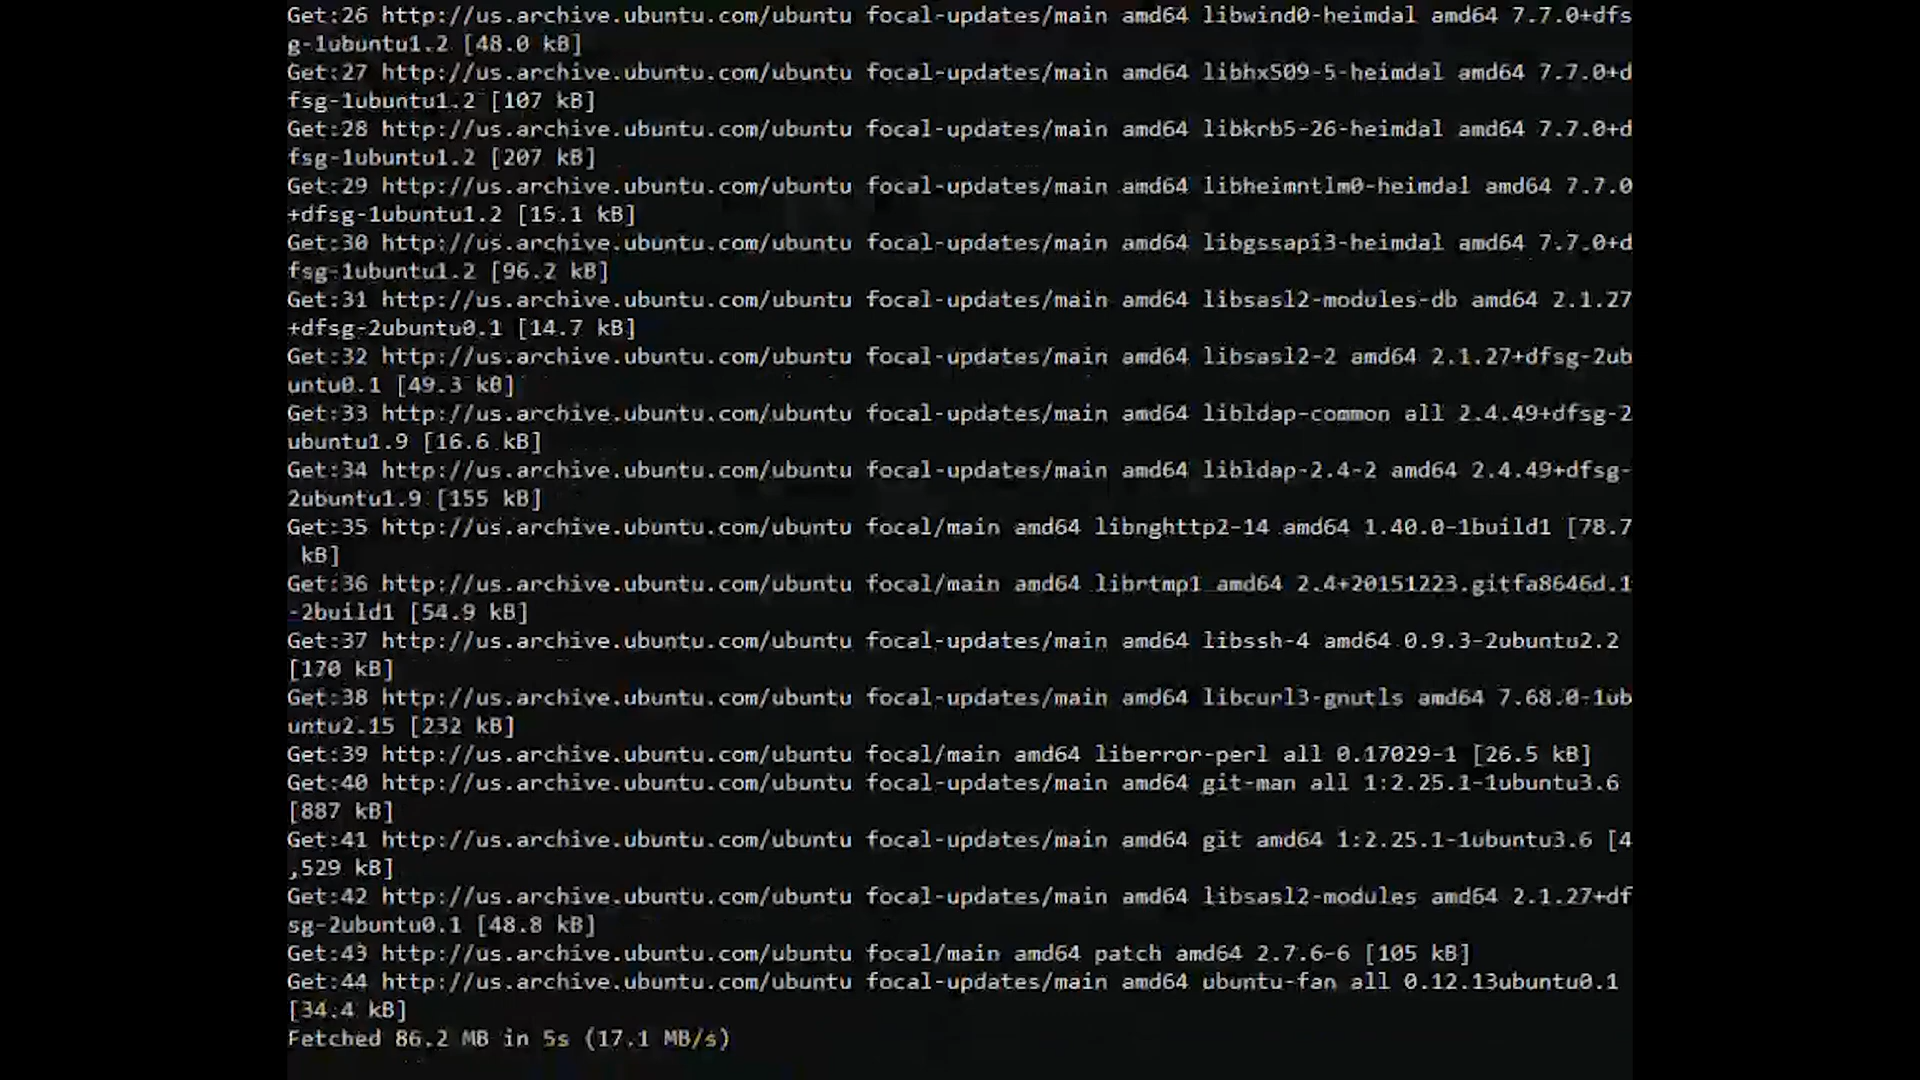 Get:26 http://us.archive.ubuntu.com/ubuntu focal-updates/main amd64 libwind0-heimdal amd64 7.7.0+dfs
g-1ubuntu1.2 [48.0 kB]
Get:27 http://us.archive.ubuntu.com/ubuntu focal-updates/main amd64 libhx509-5-heimdal amd64 7.7.0+d
fsg-1ubuntu1.2 [107 kB]
Get:28 http://us.archive.ubuntu.com/ubuntu focal-updates/main amd64 libkrb5-26-heimdal amd64 7.7.0+d
fsg-1ubuntu1.2 [207 kB]
Get:29 http://us.archive.ubuntu.com/ubuntu focal-updates/main amd64 libheimntlm0-heimdal amd64 7.7.0
+dfsg-1ubuntu1.2 [15.1 kB]
Get:30 http://us.archive.ubuntu.com/ubuntu focal-updates/main amd64 libgssapi3-heimdal amd64 7.7.0+d
fsg-1ubuntu1.2 [96.2 kB]
Get:31 http://us.archive.ubuntu.com/ubuntu focal-updates/main amd64 libsasl2-modules-db amd64 2.1.27
+dfsg-2ubuntu0.1 [14.7 kB]
Get:32 http://us.archive.ubuntu.com/ubuntu focal-updates/main amd64 libsasl2-2 amd64 2.1.27+dfsg-2ub
untu0.1 [49.3 kB]
Get:33 http://us.archive.ubuntu.com/ubuntu focal-updates/main amd64 libldap-common all 2.4.49+dfsg-2
ubuntu1.9 [16.6 kB]
Get:34 http://us.archive.ubuntu.com/ubuntu focal-updates/main amd64 libldap-2.4-2 amd64 2.4.49+dfsg-
2ubuntu1.9 [155 kB]
Get:35 http://us.archive.ubuntu.com/ubuntu focal/main amd64 libnghttp2-14 amd64 1.40.0-1build1 [78.7
 kB]
Get:36 http://us.archive.ubuntu.com/ubuntu focal/main amd64 librtmp1 amd64 2.4+20151223.gitfa8646d.1
-2build1 [54.9 kB]
Get:37 http://us.archive.ubuntu.com/ubuntu focal-updates/main amd64 libssh-4 amd64 0.9.3-2ubuntu2.2
[170 kB]
Get:38 http://us.archive.ubuntu.com/ubuntu focal-updates/main amd64 libcurl3-gnutls amd64 7.68.0-1ub
untu2.15 [232 kB]
Get:39 http://us.archive.ubuntu.com/ubuntu focal/main amd64 liberror-perl all 0.17029-1 [26.5 kB]
Get:40 http://us.archive.ubuntu.com/ubuntu focal-updates/main amd64 git-man all 1:2.25.1-1ubuntu3.6
[887 kB]
Get:41 http://us.archive.ubuntu.com/ubuntu focal-updates/main amd64 git amd64 1:2.25.1-1ubuntu3.6 [4
,529 kB]
Get:42 http://us.archive.ubuntu.com/ubuntu focal-updates/main amd64 libsasl2-modules amd64 2.1.27+df
sg-2ubuntu0.1 [48.8 kB]
Get:43 http://us.archive.ubuntu.com/ubuntu focal/main amd64 patch amd64 2.7.6-6 [105 kB]
Get:44 http://us.archive.ubuntu.com/ubuntu focal-updates/main amd64 ubuntu-fan all 0.12.13ubuntu0.1
[34.4 kB]
Fetched 86.2 MB in 5s (17.1 MB/s)